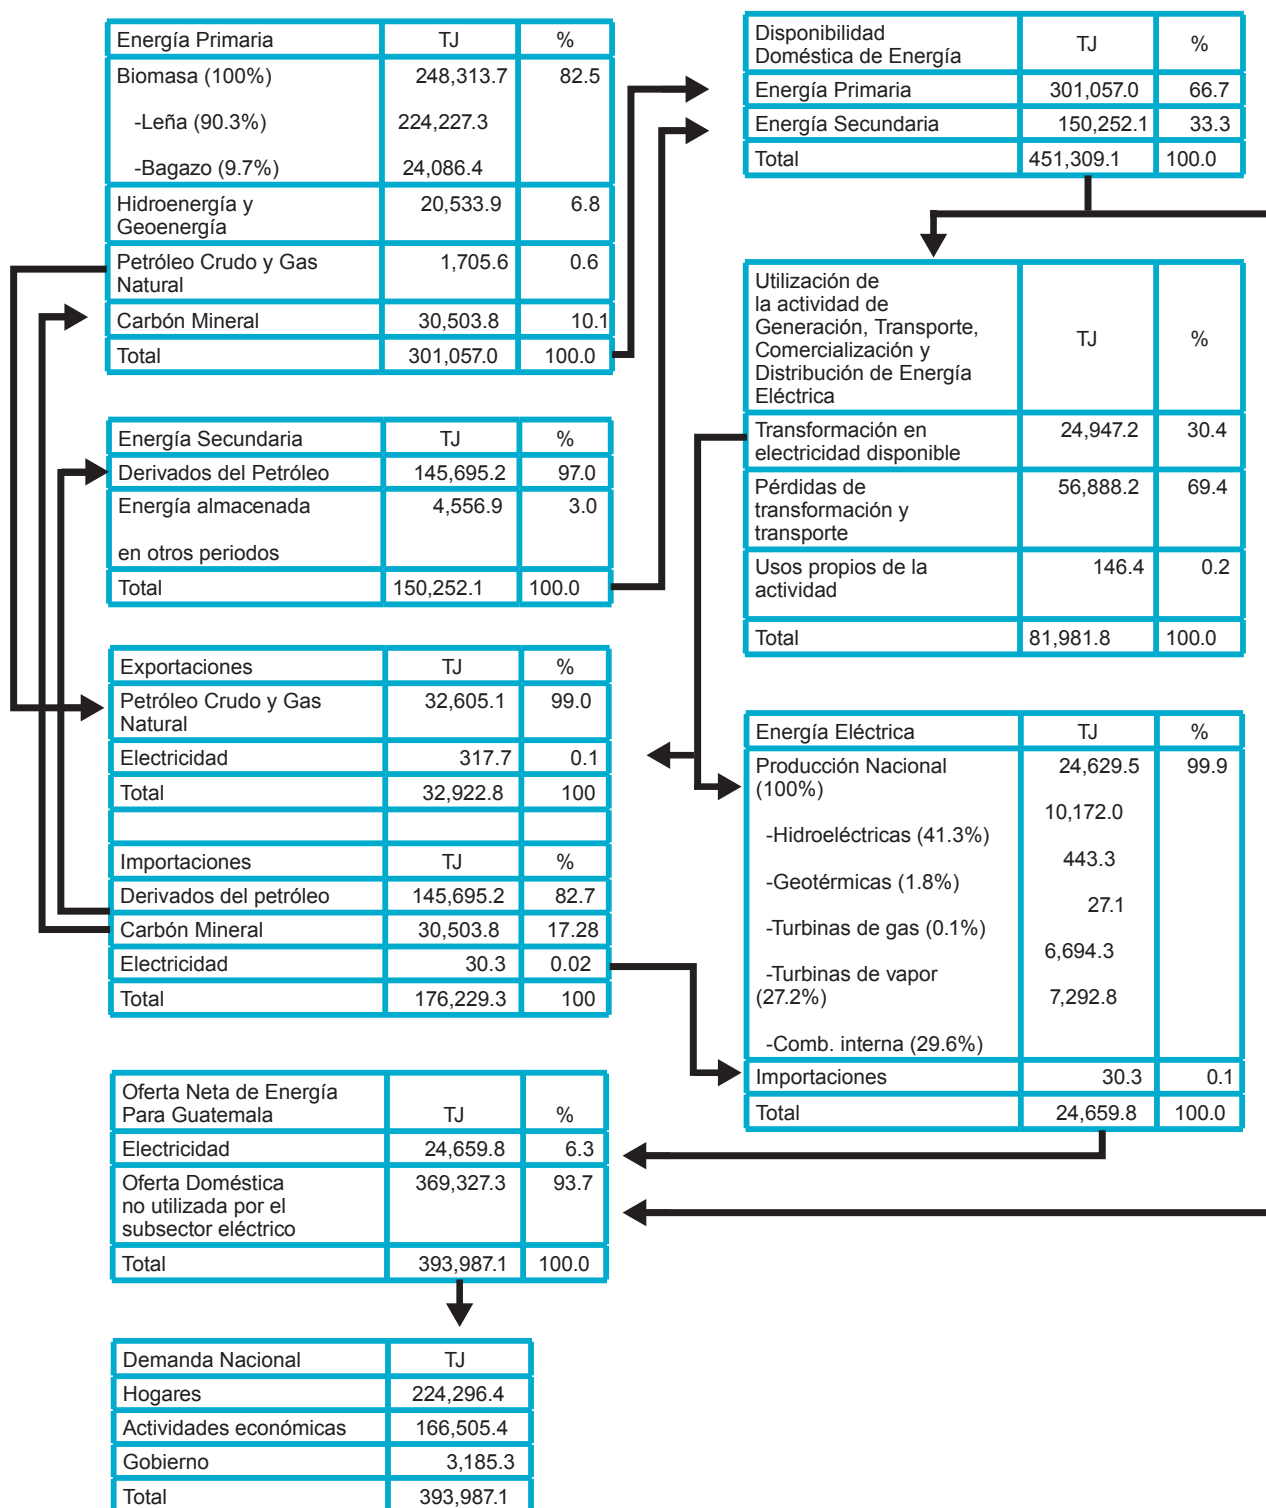 Energía Primaria TJ %
Biomasa (100%) 248,313.7 82.5
-Leña (90.3%) 224,227.3
-Bagazo (9.7%) 24,086.4
Hidroenergía y 20,533.9 6.8
Geoenergía
Petróleo Crudo y Gas 1,705.6 0.6
Natural
Carbón Mineral 30,503.8 10.1
Total 301,057.0 100.0
Energía Secundaria TJ %
Derivados del Petróleo 145,695.2 97.0
Energía almacenada 4,556.9 3.0
en otros periodos
Total 150,252.1 100.0
Exportaciones TJ %
Petróleo Crudo y Gas 32,605.1 99.0
Natural
Electricidad 317.7 0.1
Total 32,922.8 100
Importaciones TJ %
Derivados del petróleo 145,695.2 82.7
Carbón Mineral 30,503.8 17.28
Electricidad 30.3 0.02
Total 176,229.3 100
Oferta Neta de Energía
Para Guatemala TJ %
Electricidad 24,659.8 6.3
Oferta Doméstica 369,327.3 93.7
no utilizada por el
subsector eléctrico
Total 393,987.1 100.0
Demanda Nacional TJ
Hogares 224,296.4
Actividades económicas 166,505.4
Gobierno 3,185.3
Total 393,987.1
Disponibilidad
Doméstica de Energía TJ %
Energía Primaria 301,057.0 66.7
Energía Secundaria 150,252.1 33.3
Total 451,309.1 100.0
Utilización de
la actividad de
Generación, Transporte,
Comercialización y TJ %
Distribución de Energía
Eléctrica
Transformación en 24,947.2 30.4
electricidad disponible
Pérdidas de 56,888.2 69.4
transformación y
transporte
Usos propios de la 146.4 0.2
actividad
Total 81,981.8 100.0
Energía Eléctrica TJ %
Producción Nacional 24,629.5 99.9
(100%)
10,172.0
-Hidroeléctricas (41.3%)
443.3
-Geotérmicas (1.8%)
27.1
-Turbinas de gas (0.1%)
6,694.3
-Turbinas de vapor
(27.2%) 7,292.8
-Comb. interna (29.6%)
Importaciones 30.3 0.1
Total 24,659.8 100.0